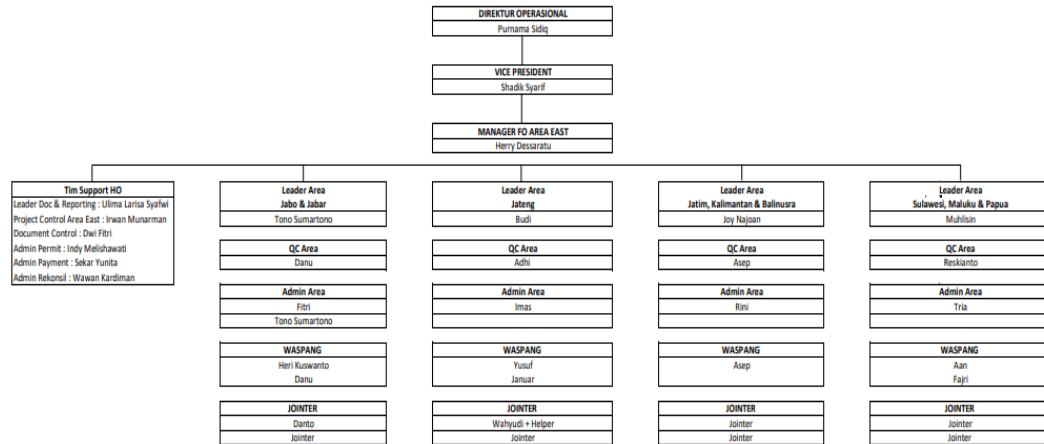 DIREKTUR OPERASIONAL
Purnama Sidiq
VICE PRESIDENT
Shadik Syarif
MANAGER FO AREA EAST
Herry Dessaratu
Tim Support HO
Leader Doc & Reporting : Ulima Larisa Syafwi
Project Control Area East : Irwan Munarman
Document Control : Dwi Fitri
Admin Permit : Indy Melishawati
Admin Payment : Sekar Yunita
Admin Rekonsil : Wawan Kardiman
Leader Area
Jabo & Jabar
Tono Sumartono
QC Area
Danu
Admin Area
Fitri
Tono Sumartono
WASPANG
Heri Kuswanto
Danu
JOINTER
Danto
Jointer
Leader Area
Jateng
Budi
QC Area
Adhi
Admin Area
Imas
WASPANG
Yusuf
Januar
JOINTER
Wahyudi + Helper
Jointer
Leader Area
Jatim, Kalimantan & Balinusra
Joy Najoan
QC Area
Asep
Admin Area
Rini
WASPANG
Asep
JOINTER
Jointer
Jointer
Leader Area
Sulawesi, Maluku & Papua
Muhlisin
QC Area
Reskianto
Admin Area
Tria
WASPANG
Aan
Fajri
JOINTER
Jointer
Jointer